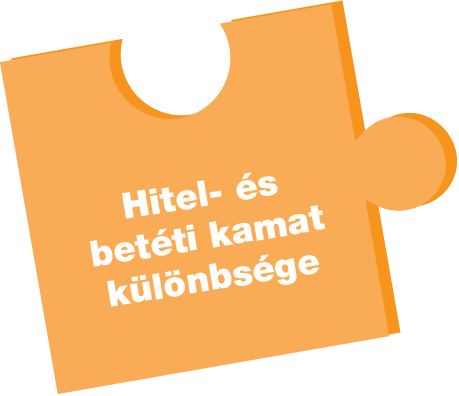 Hitel- és
betéti kamat
különbsége